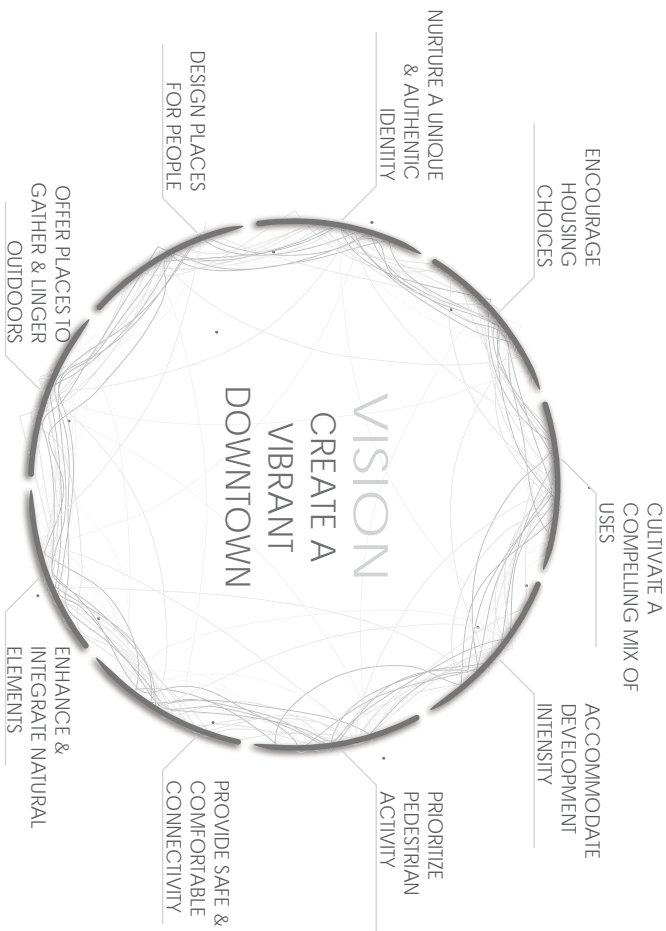 CULTIVATE A
COMPELLING MIX OF
USES
ENCOURAGE
HOUSING
CHOICES
ACCOMMODATE
DEVELOPMENT
INTENSITY
NURTURE A UNIQUE
& AUTHENTIC
IDENTITY
PRIORITIZE
PEDESTRIAN
ACTIVITY
VISION
CREATE A
VIBRANT
DOWNTOWN
DESIGN PLACES
FOR PEOPLE
PROVIDE SAFE &
COMFORTABLE
CONNECTIVITY
OFFER PLACES TO
GATHER & LINGER
OUTDOORS
ENHANCE &
INTEGRATE NATURAL
ELEMENTS